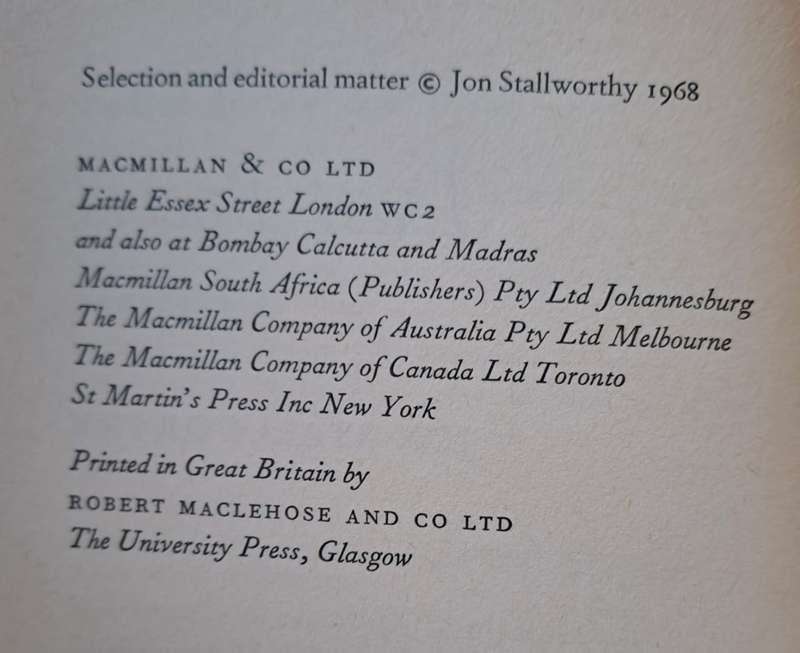 Selection and editorial matter © Jon Stallworthy 1968
MACMILLAN & CO LTD
Little Essex Street London WC2
and also at Bombay Calcutta and Madras
Macmillan South Africa (Publishers) Pty Ltd Johannesburg
The Macmillan Company of Australia Pty Ltd Melbourne
The Macmillan Company of Canada Ltd Toronto
St Martin's Press Inc New York
Printed in Great Britain by
ROBERT MACLEHOSE AND CO LTD
The University Press, Glasgow